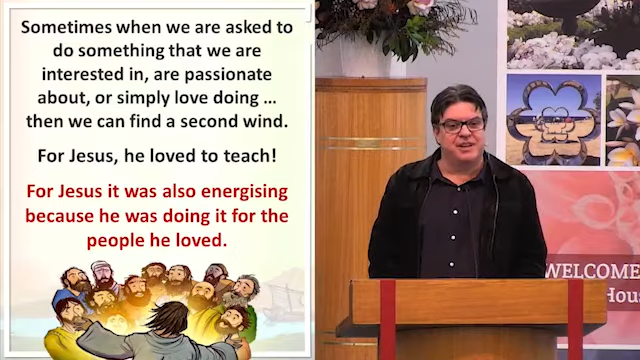 Sometimes when we are asked to
do something that we are
interested in, are passionate
about, or simply love doing ...
then we can find a second wind.
For Jesus, he loved to teach!
For Jesus it was also energising
because he was doing it for the
people he loved.
WELCOME
Hous